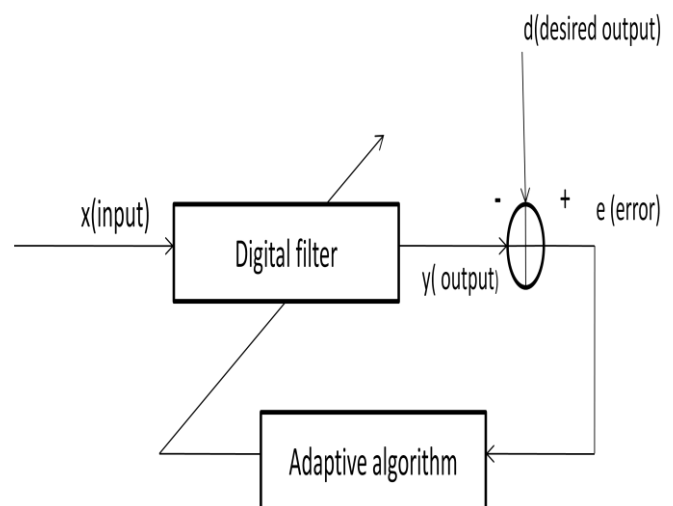 d(desired output)
- +
x(input)
e (error)
Digital filter
y( output)
Adaptive algorithm